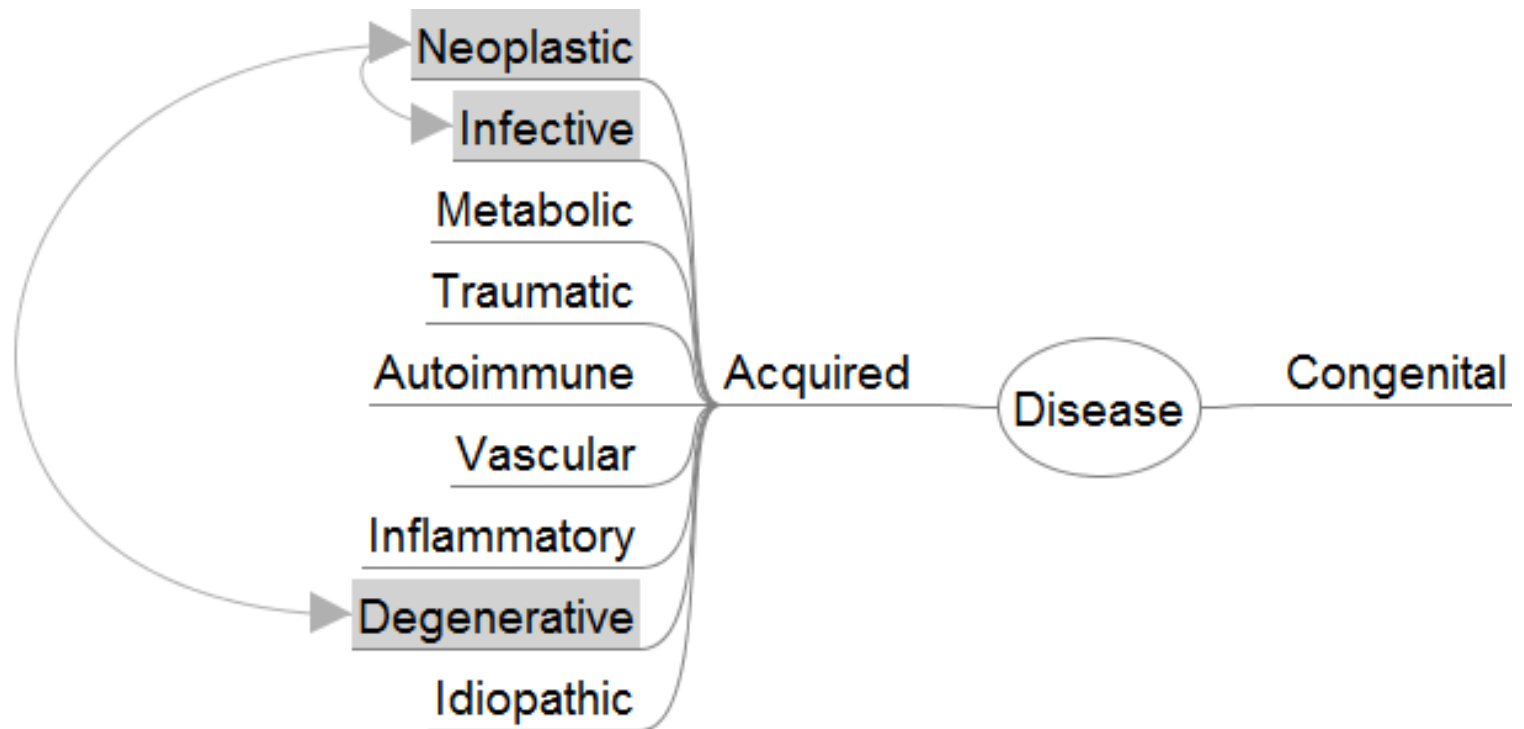 Neoplastic
Infective
Metabolic
Traumatic
Autoimmune
Vascular
Inflammatory
Degenerative
Idiopathic
Acquired
Disease
Congenital